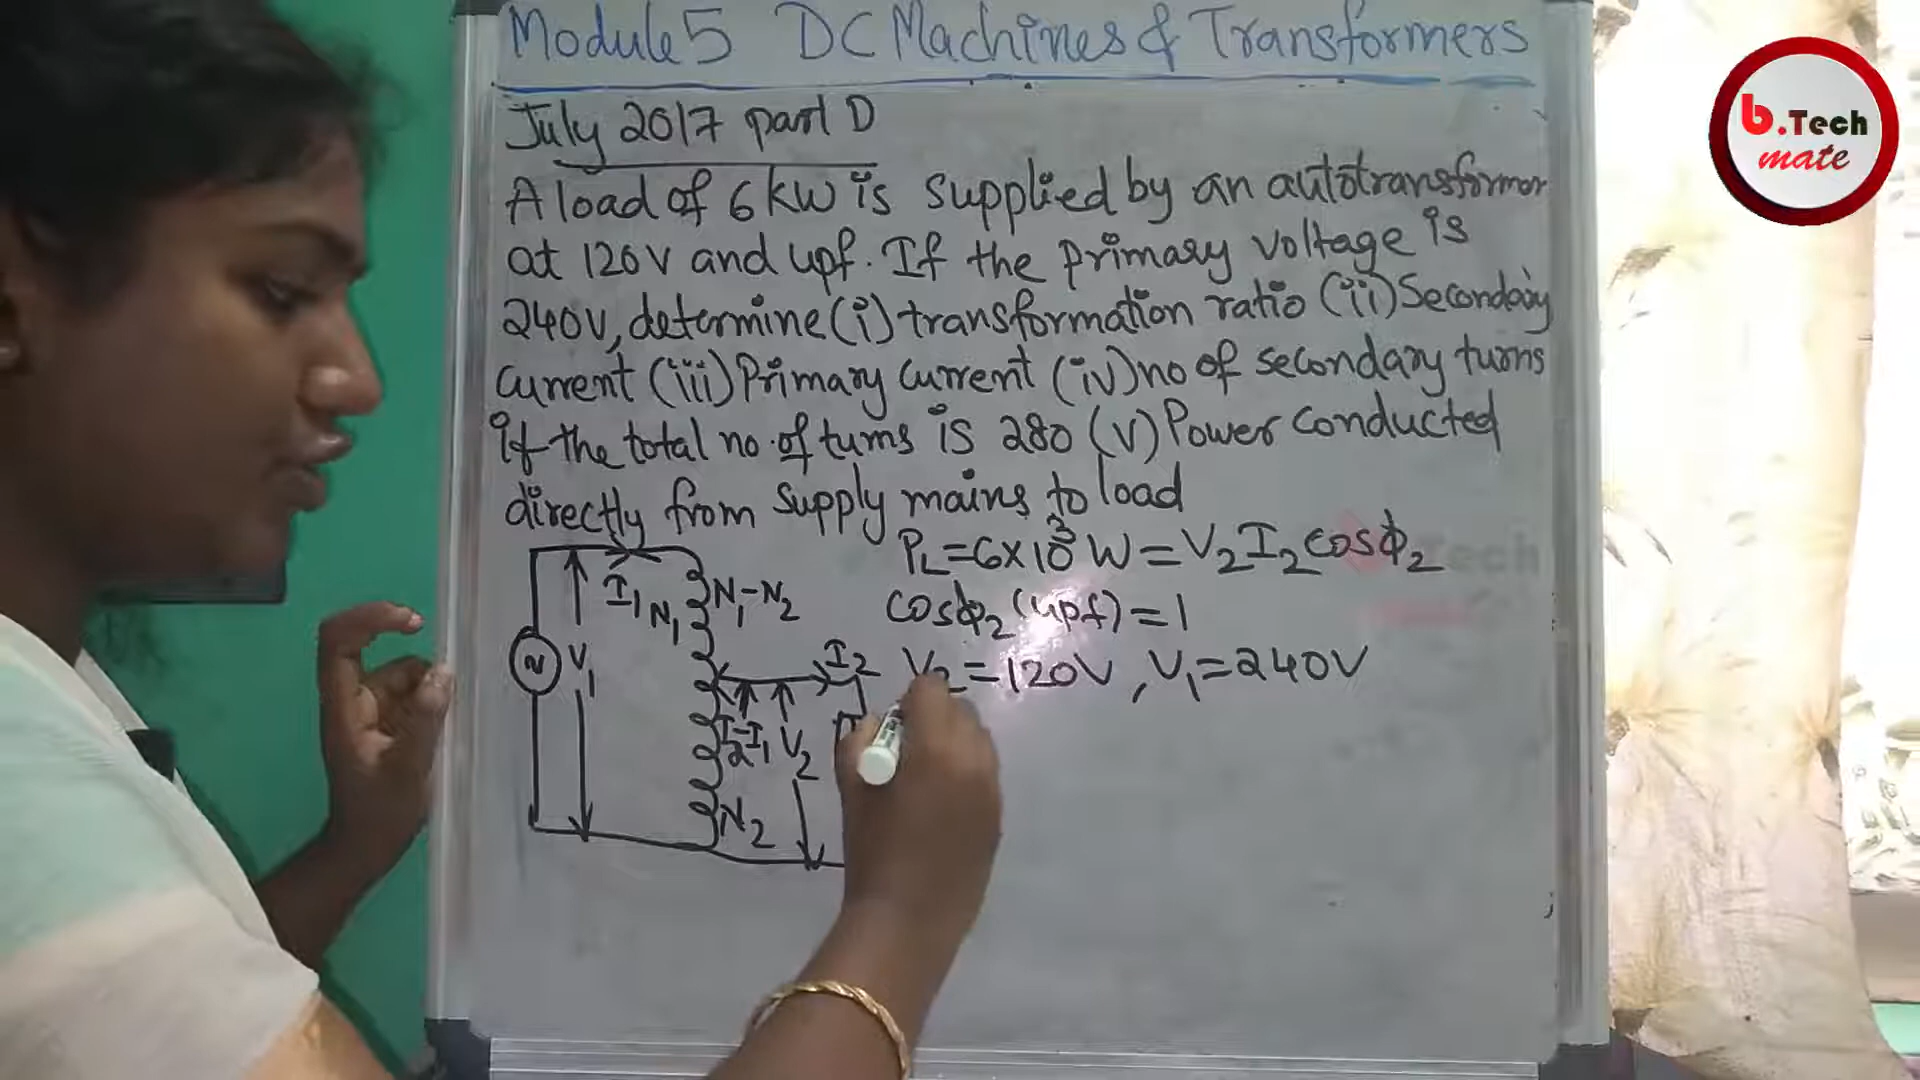 Module 5 DC Machines & Transformers
July 2017 part D
A load of 6 kW is supplied by an autotransformer
at 120V and upf. If the primary voltage is
240V, determine (i) transformation ratio (ii) Secondary
Current (iii) Primary current (iv) no of secondary turns
if the total no. of turns is 280 (V) Power conducted
directly from supply mains to load
PL = 6×10³ W = V₂I₂cosϕ₂
cosϕ₂ (upf) = 1
V₂ = 120V, V₁ = 240V
I₁
N₁
N₁-N₂
V₁
I₂
I₂-I₁
V₂
N₂
b.Tech
mate